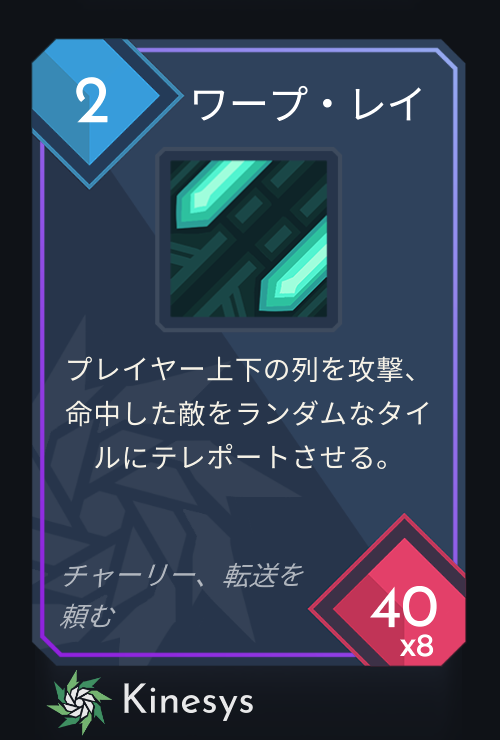 2
ワープ・レイ
プレイヤー上下の列を攻撃、
命中した敵をランダムなタイ
ルにテレポートさせる。
チャーリー、転送を
頼む
40
x8
Kinesys